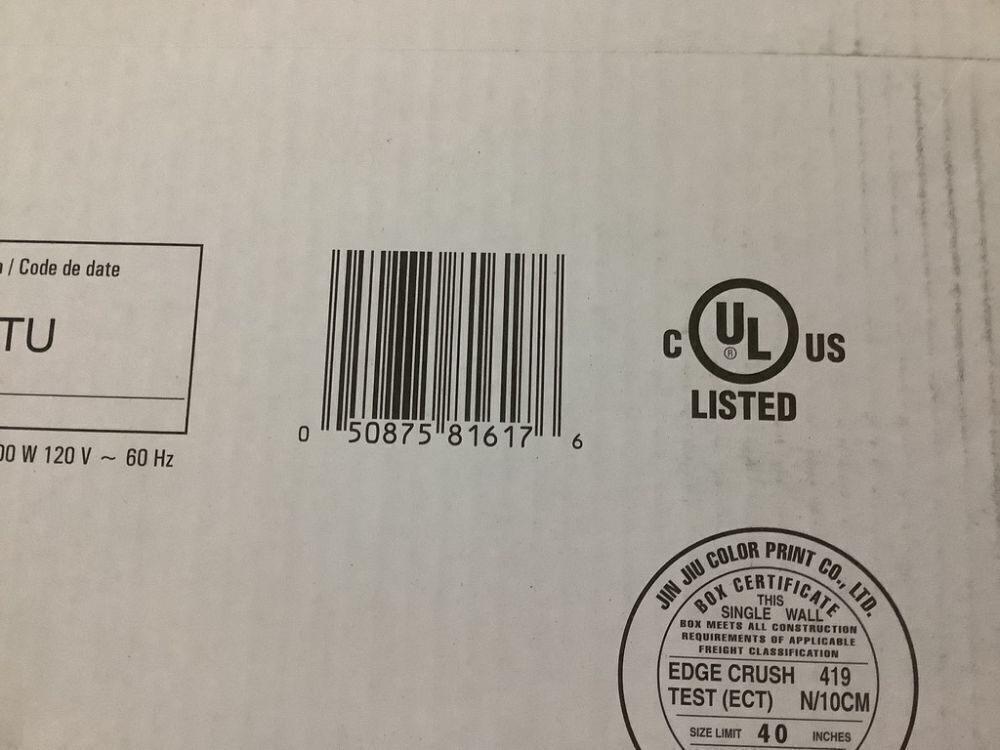 / Code de date
TU
00 W 120 V ~ 60 Hz
0 50875 81617 6
C UL ® US
LISTED
JIN JIU COLOR PRINT CO., LTD.
BOX CERTIFICATE
THIS
SINGLE WALL
BOX MEETS ALL CONSTRUCTION
REQUIREMENTS OF APPLICABLE
FREIGHT CLASSIFICATION
EDGE CRUSH 419
TEST (ECT) N/10CM
SIZE LIMIT 40 INCHES